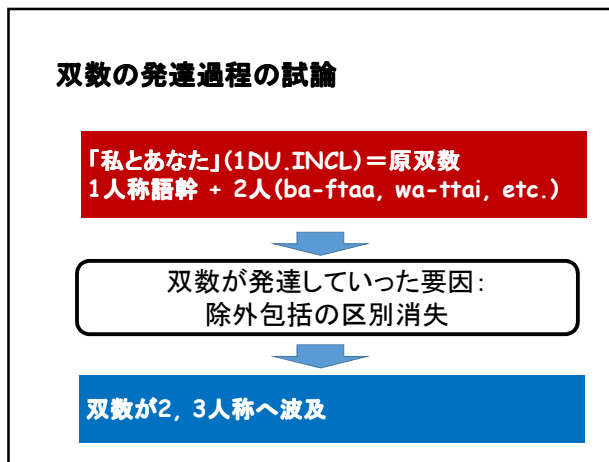 双数の発達過程の試論
「私とあなた」(1DU.INCL)＝原双数
1人称語幹 + 2人(ba-ftaa, wa-ttai, etc.)
双数が発達していった要因：
除外包括の区別消失
双数が2, 3人称へ波及